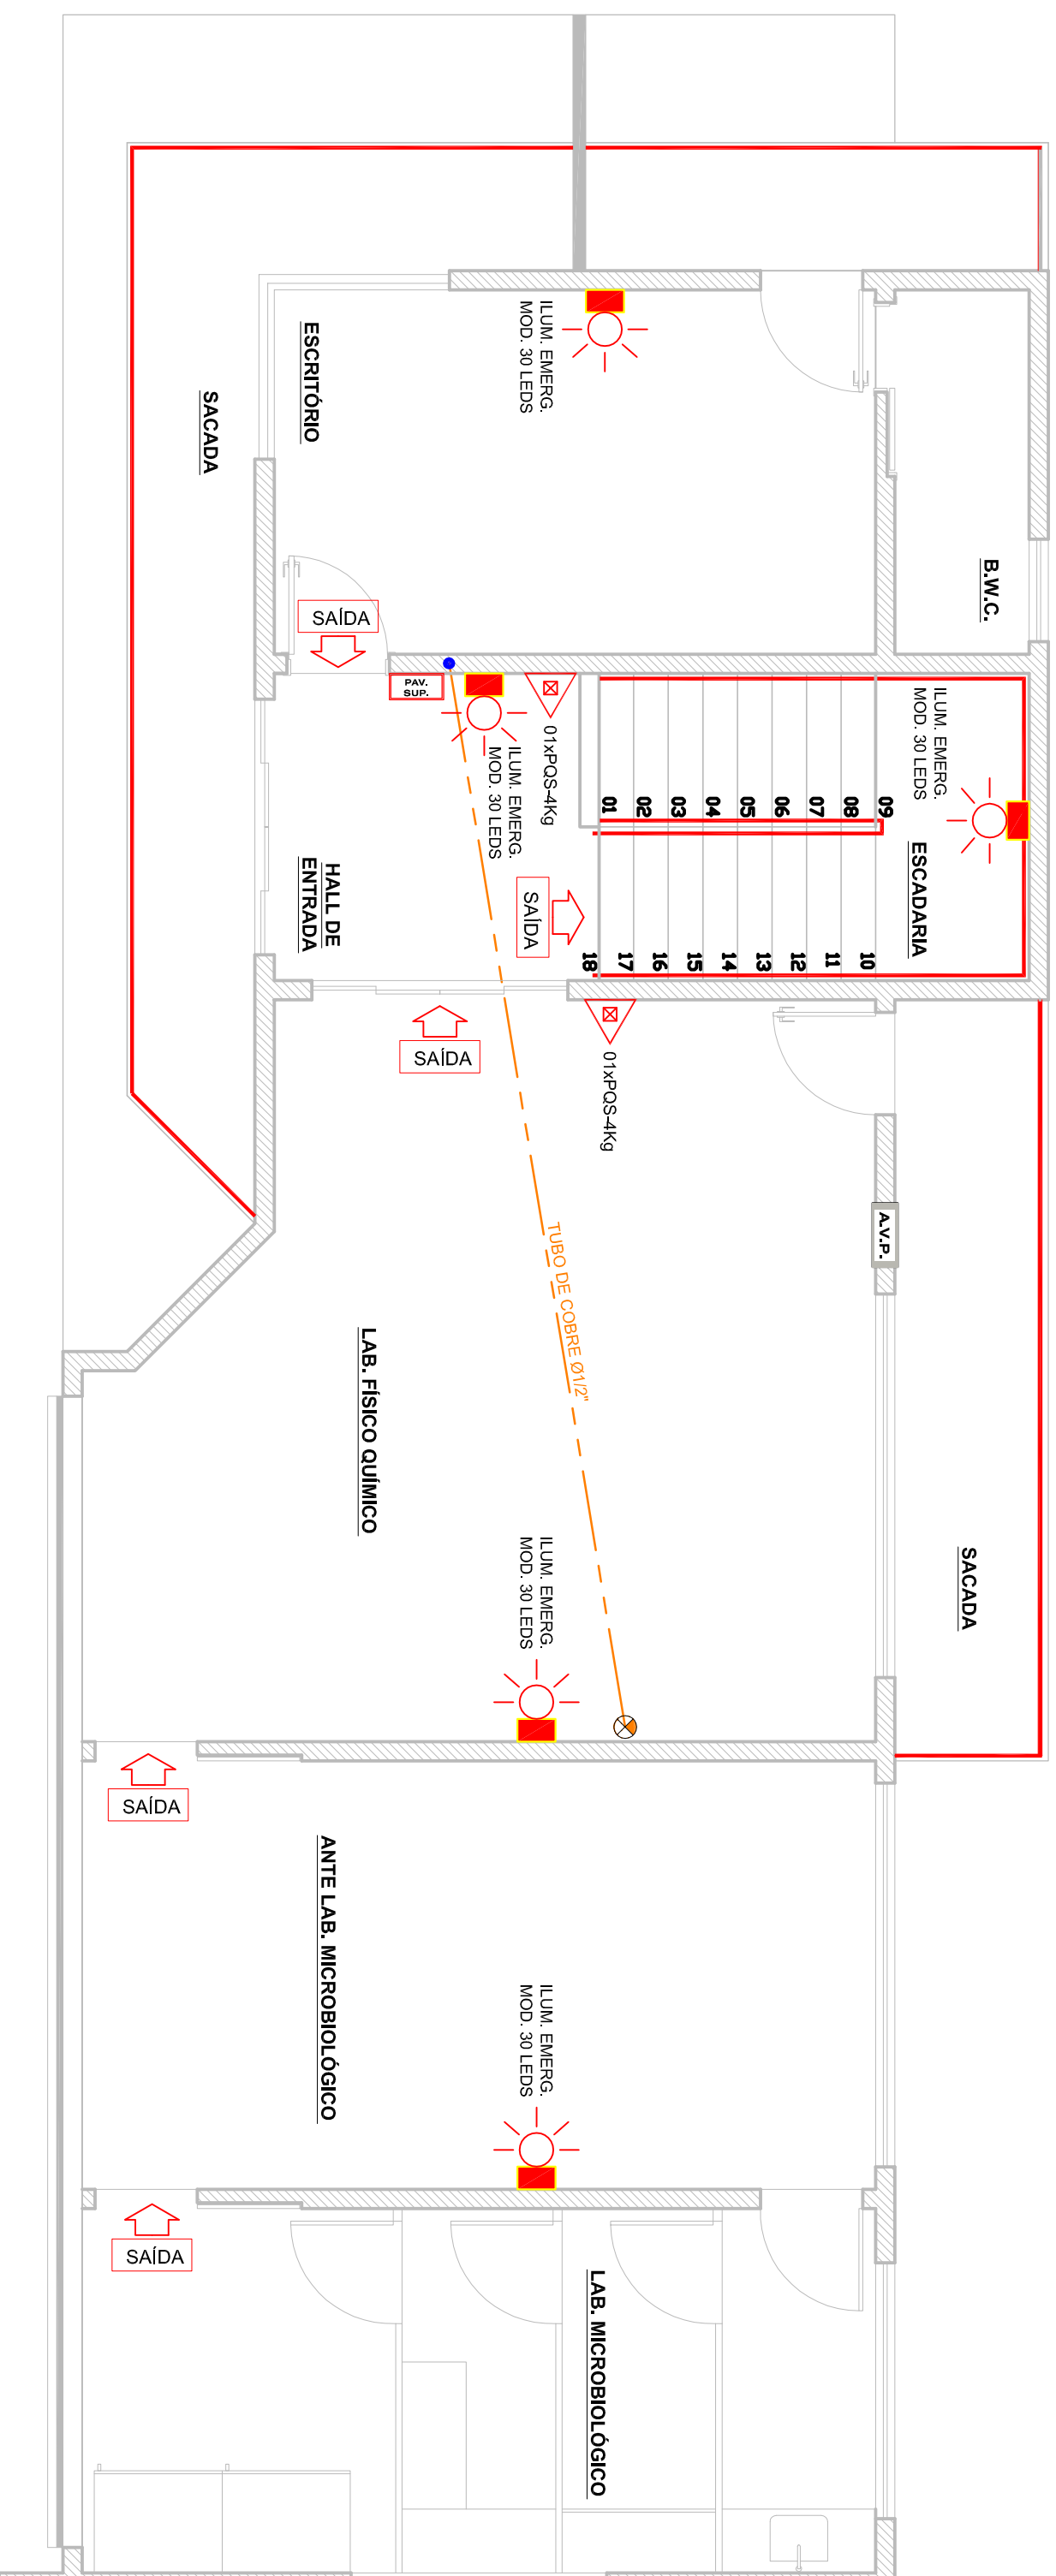 ILUM. EMERG.
MOD. 30 LEDS
ESCRITÓRIO
SACADA
B.W.C.
SAÍDA
PAV.
SUP.
01xPQS-4Kg
ILUM. EMERG.
MOD. 30 LEDS
ILUM. EMERG.
MOD. 30 LEDS
01
02
03
04
05
06
07
08
09
ESCADARIA
HALL DE
ENTRADA
SAÍDA
18
17
16
15
14
13
12
11
10
SAÍDA
01xPQS-4Kg
A.V.P.
TUBO DE COBRE Ø1/2"
LAB. FÍSICO QUÍMICO
SACADA
ILUM. EMERG.
MOD. 30 LEDS
SAÍDA
ANTE LAB. MICROBIOLÓGICO
ILUM. EMERG.
MOD. 30 LEDS
SAÍDA
LAB. MICROBIOLÓGICO